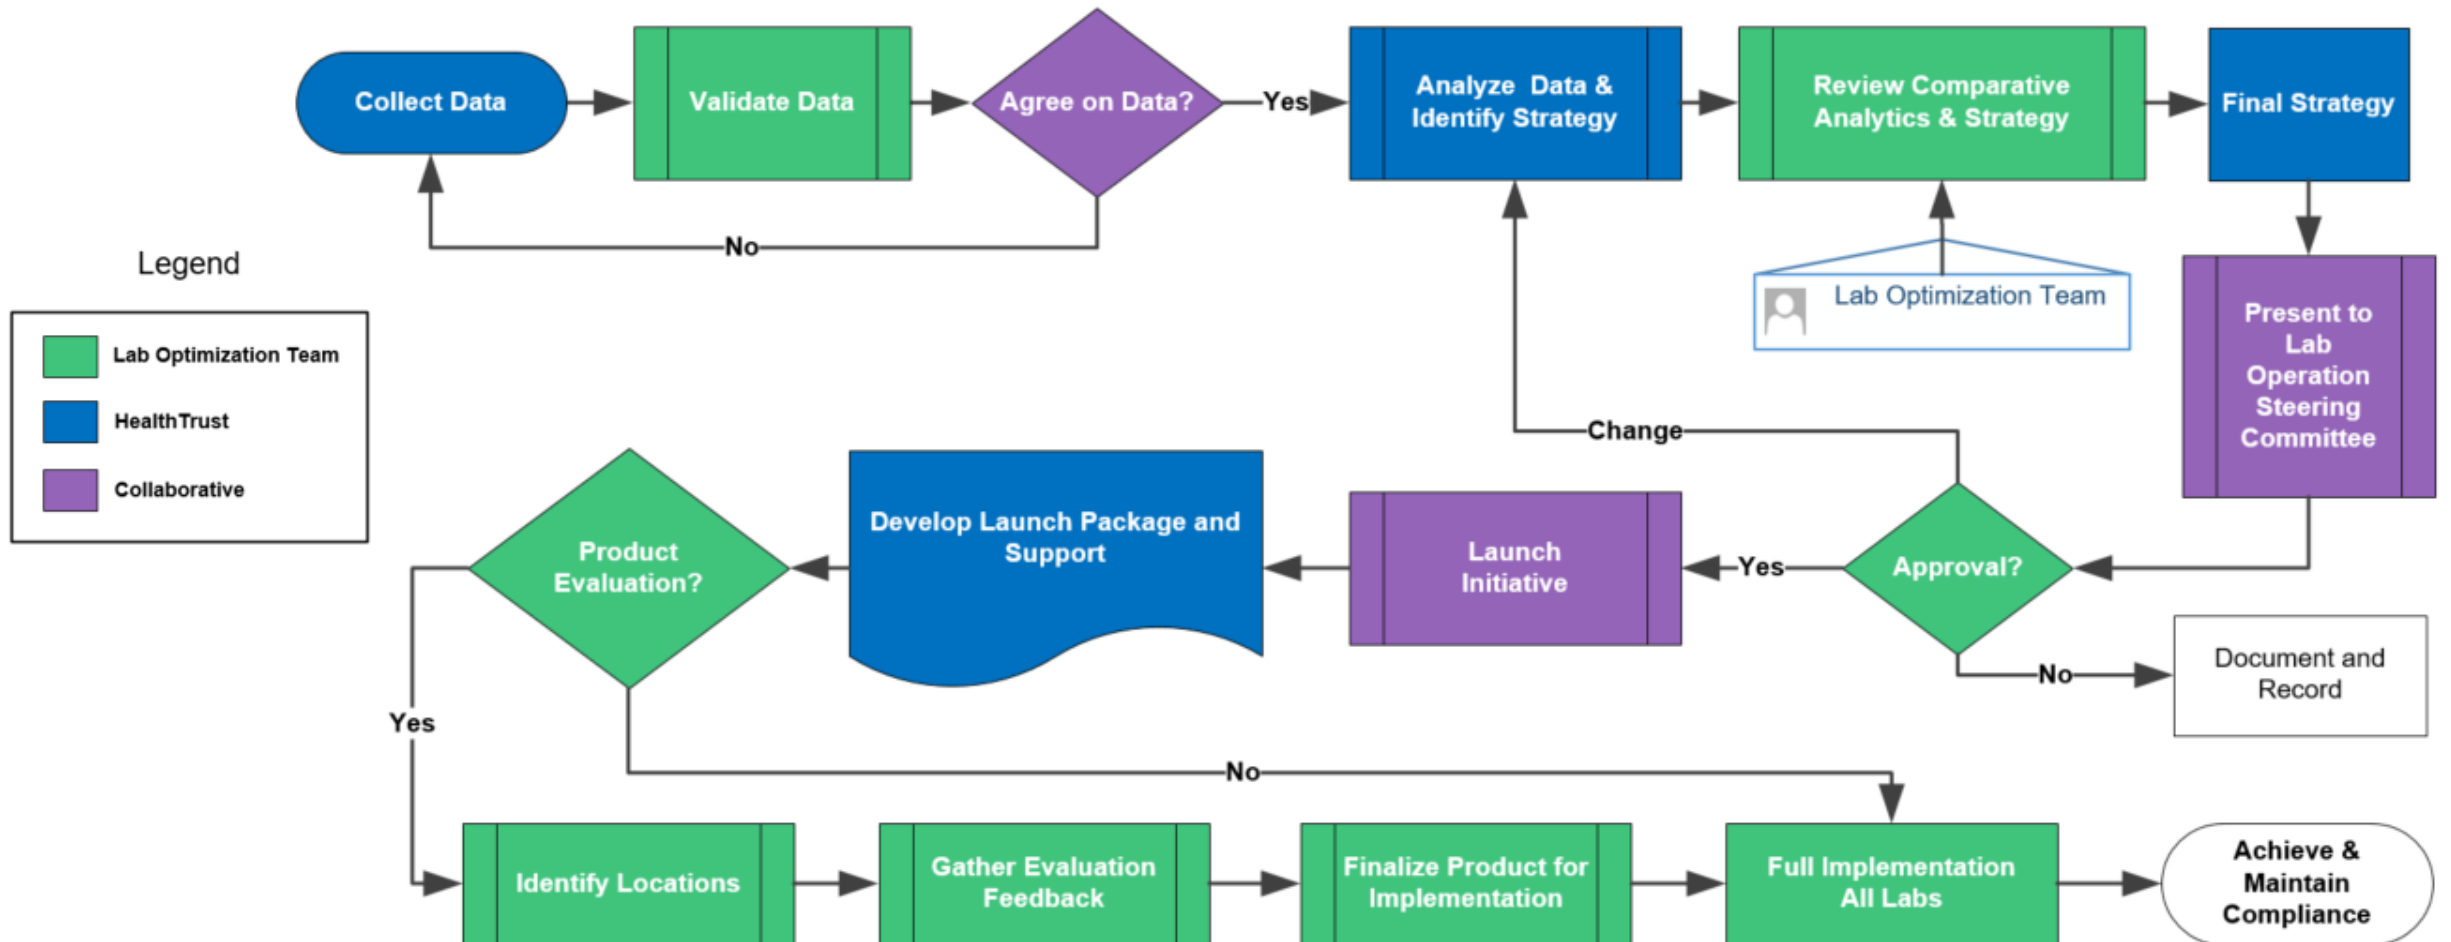 Collect Data
Validate Data
Agree on Data?
Yes
Analyze Data &
Identify Strategy
Review Comparative
Analytics & Strategy
Final Strategy
No
Legend
Lab Optimization Team
HealthTrust
Collaborative
Lab Optimization Team
Present to
Lab
Operation
Steering
Committee
Change
Product
Evaluation?
Develop Launch Package and
Support
Launch
Initiative
Yes
Approval?
No
Document and
Record
Yes
No
Identify Locations
Gather Evaluation
Feedback
Finalize Product for
Implementation
Full Implementation
All Labs
Achieve &
Maintain
Compliance